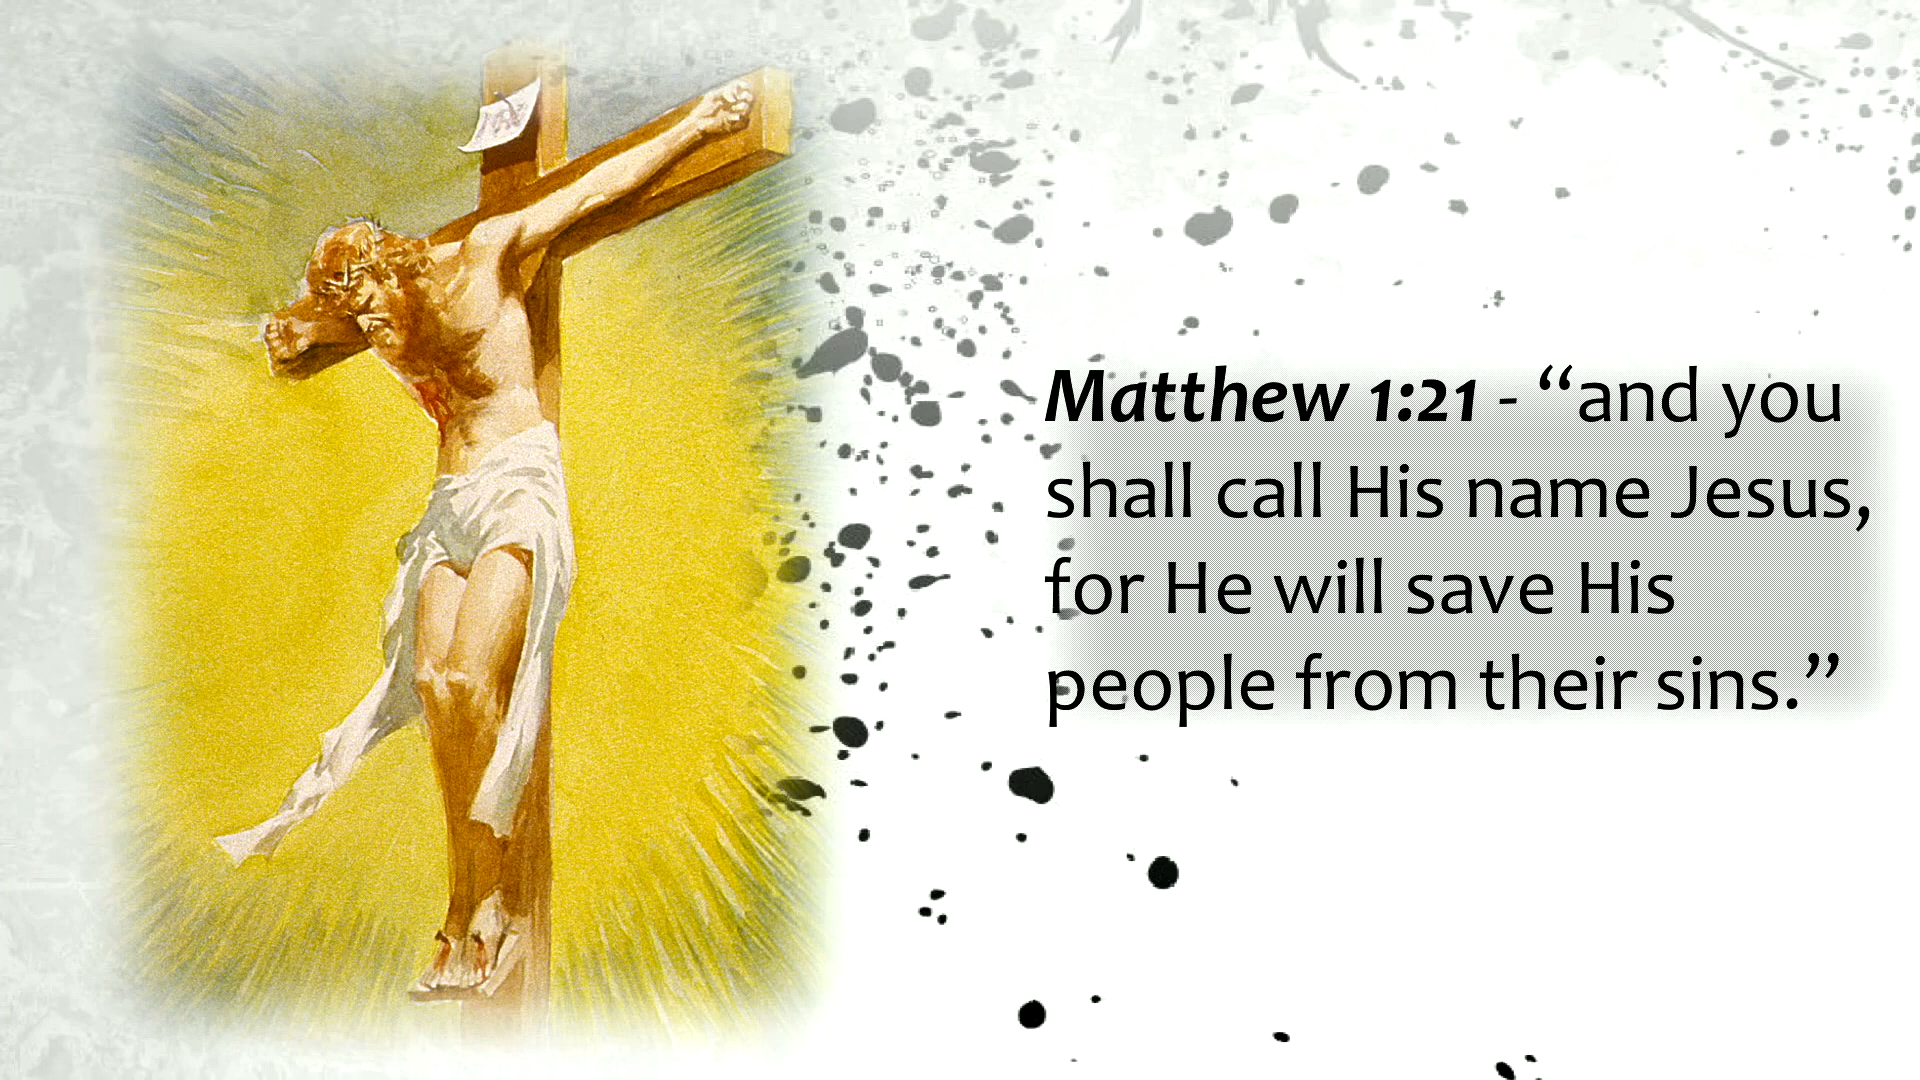 Matthew 1:21 - “and you
shall call His name Jesus,
for He will save His
people from their sins.”